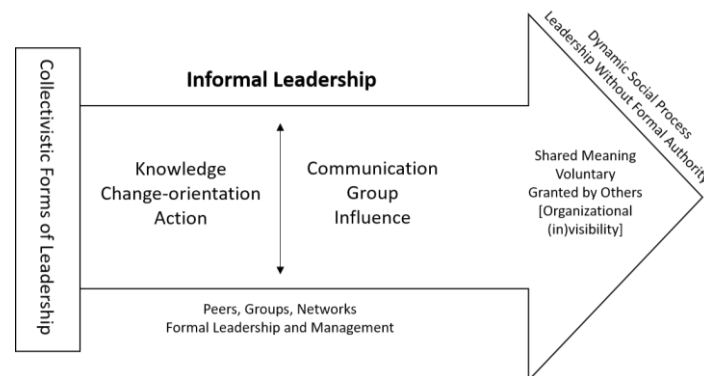 Collectivistic Forms of Leadership
Informal Leadership
Knowledge
Change-orientation
Action
Communication
Group
Influence
Peers, Groups, Networks
Formal Leadership and Management
Shared Meaning
Voluntary
Granted by Others
[Organizational
(in)visibility]
Dynamic Social Process
Leadership Without Formal Authority